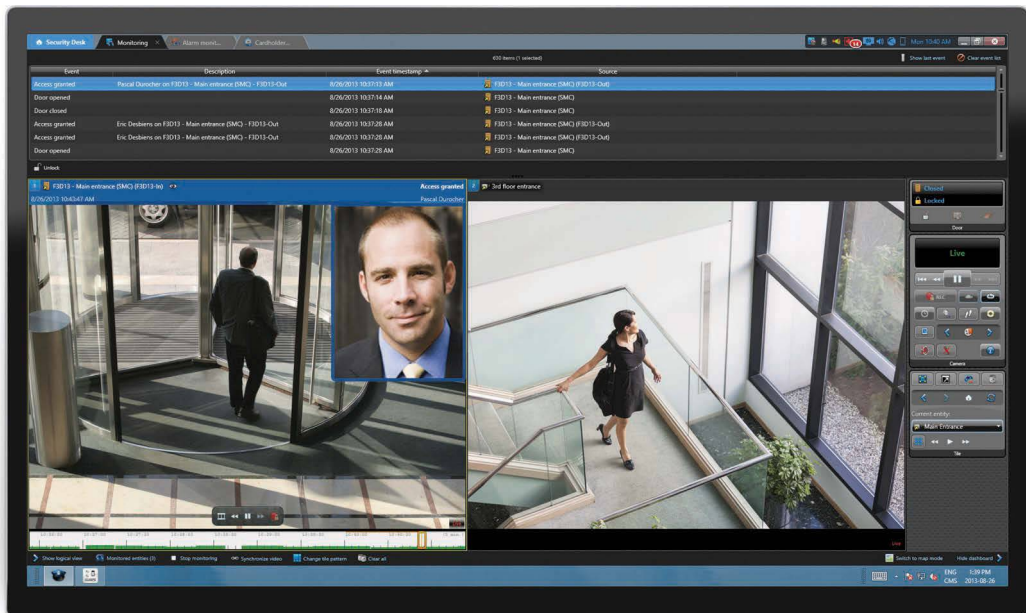 Security Desk
Monitoring
Alarm monit...
Cardholder...
14
Mon 10:40 AM
630 items (1 selected)
Show last event
Clear event list
Event Description Event timestamp Source
Access granted Pascal Durocher on F3D13 - Main entrance (SMC) - F3D13-Out 8/26/2013 10:37:13 AM F3D13 - Main entrance (SMC) (F3D13-Out)
Door opened 8/26/2013 10:37:14 AM F3D13 - Main entrance (SMC)
Door closed 8/26/2013 10:37:18 AM F3D13 - Main entrance (SMC)
Access granted Eric Desbiens on F3D13 - Main entrance (SMC) - F3D13-Out 8/26/2013 10:37:28 AM F3D13 - Main entrance (SMC) (F3D13-Out)
Access granted Eric Desbiens on F3D13 - Main entrance (SMC) - F3D13-Out 8/26/2013 10:37:28 AM F3D13 - Main entrance (SMC) (F3D13-Out)
Door opened 8/26/2013 10:37:28 AM F3D13 - Main entrance (SMC)
Unlock
1 F3D13 - Main entrance (SMC) (F3D13-In) Access granted
8/26/2013 10:43:47 AM Pascal Durocher
2 3rd floor entrance
Closed
Locked
Door
Live
REC
Camera
Current entity:
Main Entrance
Tile
Live
Show logical view
Monitored entities (3)
Stop monitoring
Synchronize video
Change tile pattern
Clear all
Switch to map mode
Hide dashboard
ENG 1:39 PM
CMS 2013-08-26